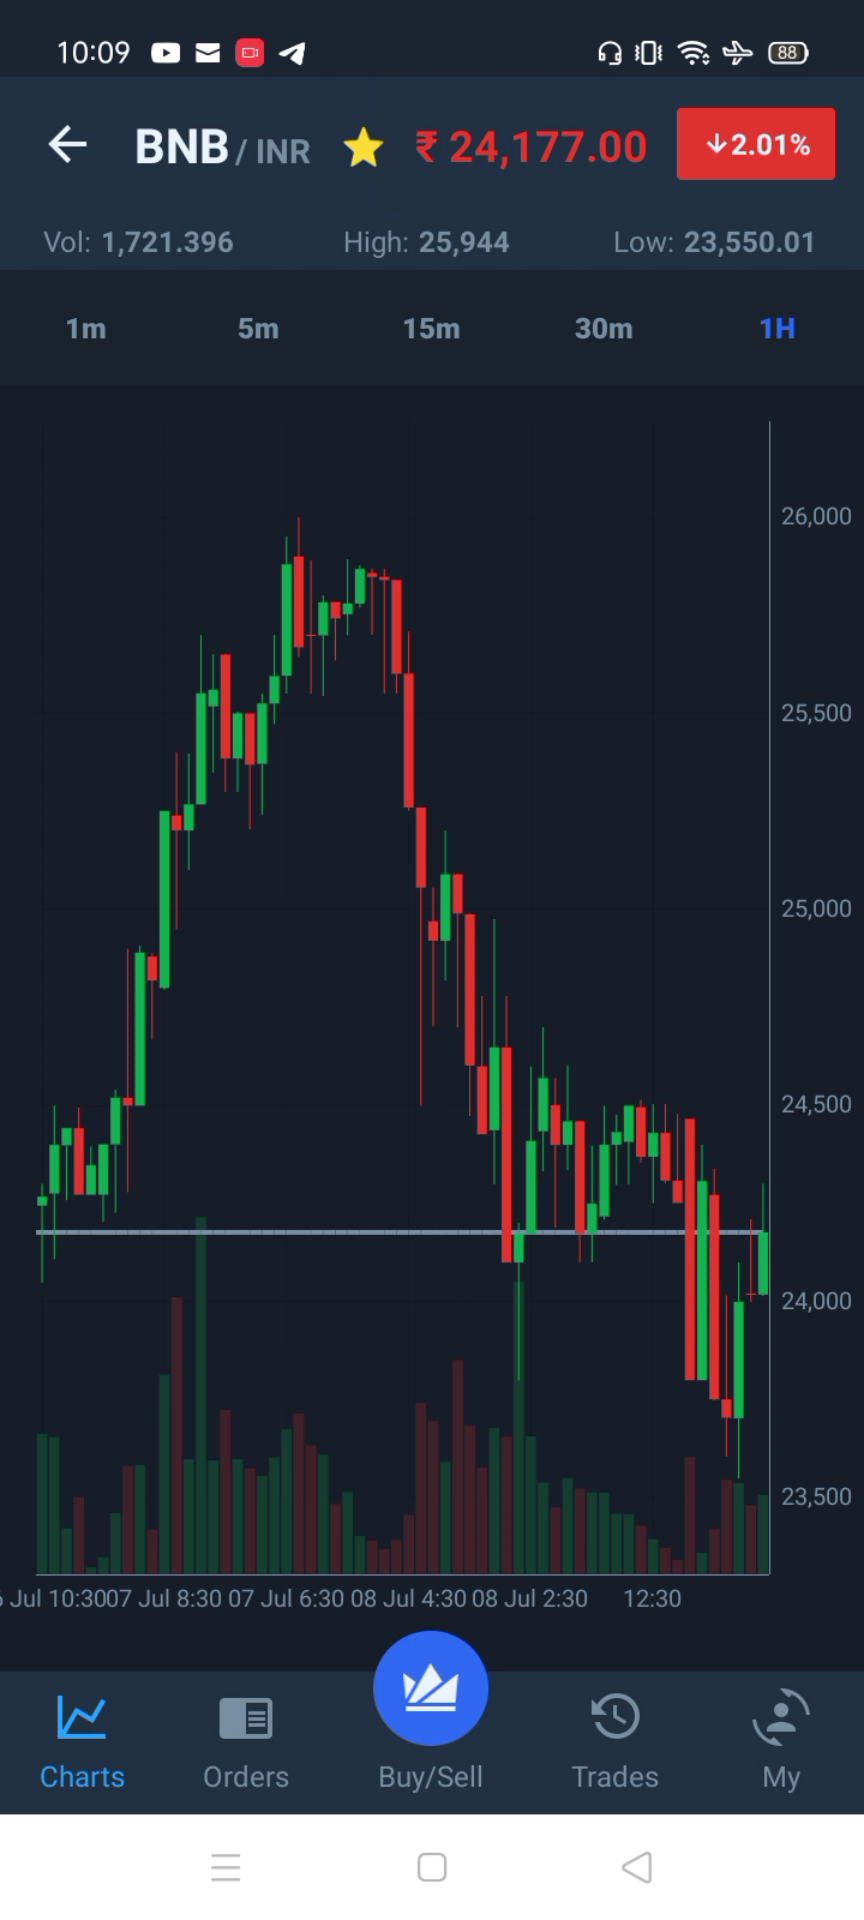 10:09 88
BNB / INR ₹ 24,177.00 ↓2.01%
Vol: 1,721.396 High: 25,944 Low: 23,550.01
1m 5m 15m 30m 1H
26,000
25,500
25,000
24,500
24,000
23,500
6 Jul 10:30 07 Jul 8:30 07 Jul 6:30 08 Jul 4:30 08 Jul 2:30 12:30
Charts Orders Buy/Sell Trades My